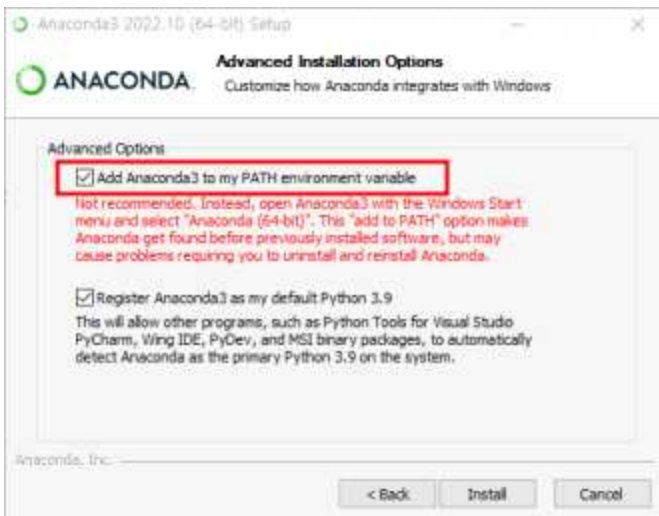 Anaconda3 2022.10 (64-bit) Setup
ANACONDA.
Advanced Installation Options
Customize how Anaconda integrates with Windows
Advanced Options
Add Anaconda3 to my PATH environment variable
Not recommended. Instead, open Anaconda3 with the Windows Start
menu and select "Anaconda (64-bit)". This "add to PATH" option makes
Anaconda get found before previously installed software, but may
cause problems requiring you to uninstall and reinstall Anaconda.
Register Anaconda3 as my default Python 3.9
This will allow other programs, such as Python Tools for Visual Studio
PyCharm, Wing IDE, PyDev, and MSI binary packages, to automatically
detect Anaconda as the primary Python 3.9 on the system.
Anaconda, Inc.
< Back
Install
Cancel